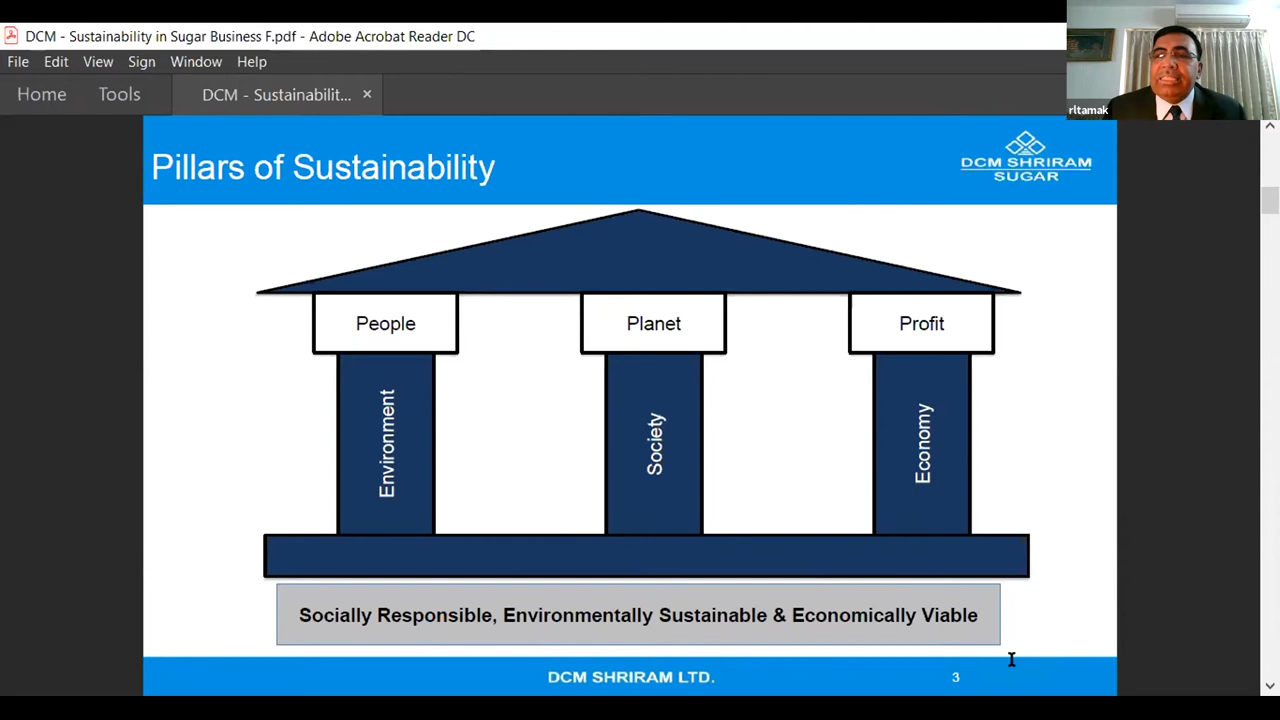 DCM - Sustainability in Sugar Business F.pdf - Adobe Acrobat Reader DC
File Edit View Sign Window Help
Home Tools DCM - Sustainabilit... ×
rltamak
Pillars of Sustainability
DCM SHRIRAM
SUGAR
People Planet Profit
Environment Society Economy
Socially Responsible, Environmentally Sustainable & Economically Viable
DCM SHRIRAM LTD. 3